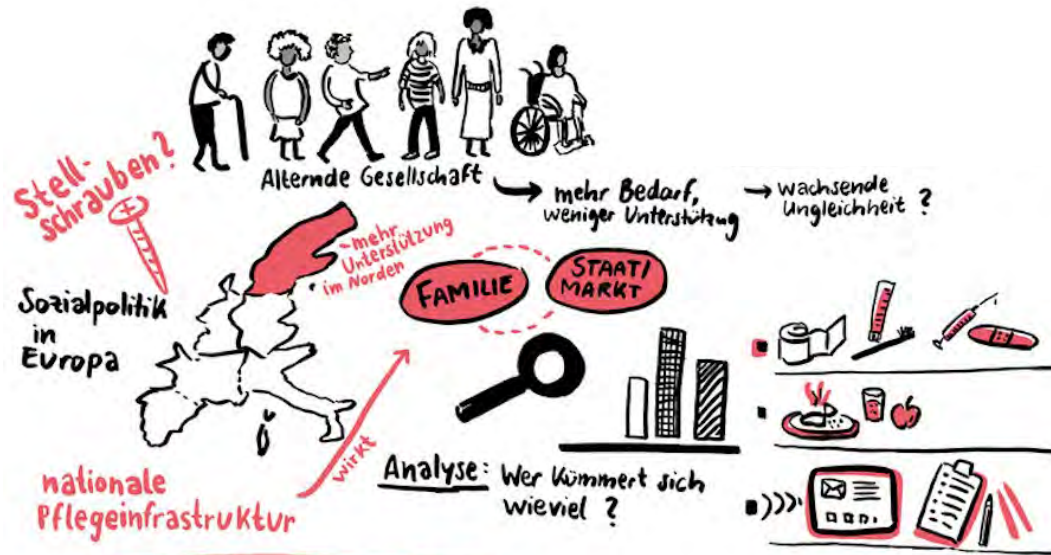 Alternde Gesellschaft
mehr Bedarf,
weniger Unterstützung
wachsende
Ungleichheit ?
Stell-
schrauben?
mehr
Unterstützung
im Norden
Sozialpolitik
in
Europa
FAMILIE
STAAT/
MARKT
nationale
Pflegeinfrastruktur
wirkt
Analyse: Wer kümmert sich
wieviel ?